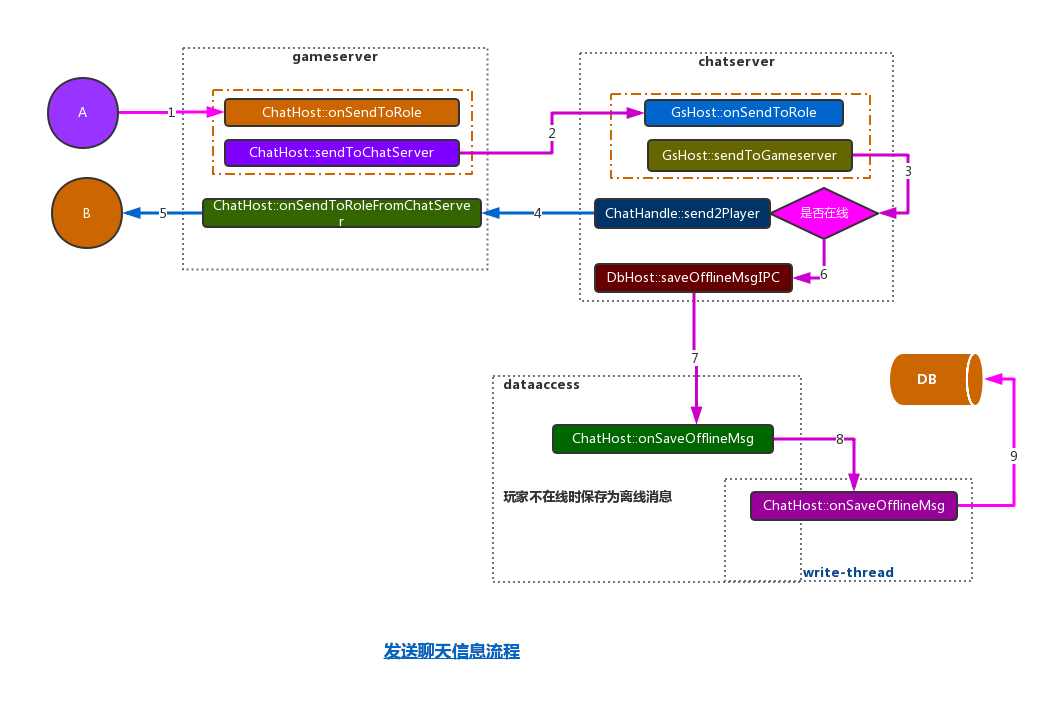 gameserver
chatserver
A
1
ChatHost::onSendToRole
GsHost::onSendToRole
2
ChatHost::sendToChatServer
GsHost::sendToGameserver
3
B
5
ChatHost::onSendToRoleFromChatServe
r
4
ChatHandle::send2Player
是否在线
6
DbHost::saveOfflineMsgIPC
7
dataaccess
DB
ChatHost::onSaveOfflineMsg
8
9
玩家不在线时保存为离线消息
ChatHost::onSaveOfflineMsg
write-thread
发送聊天信息流程